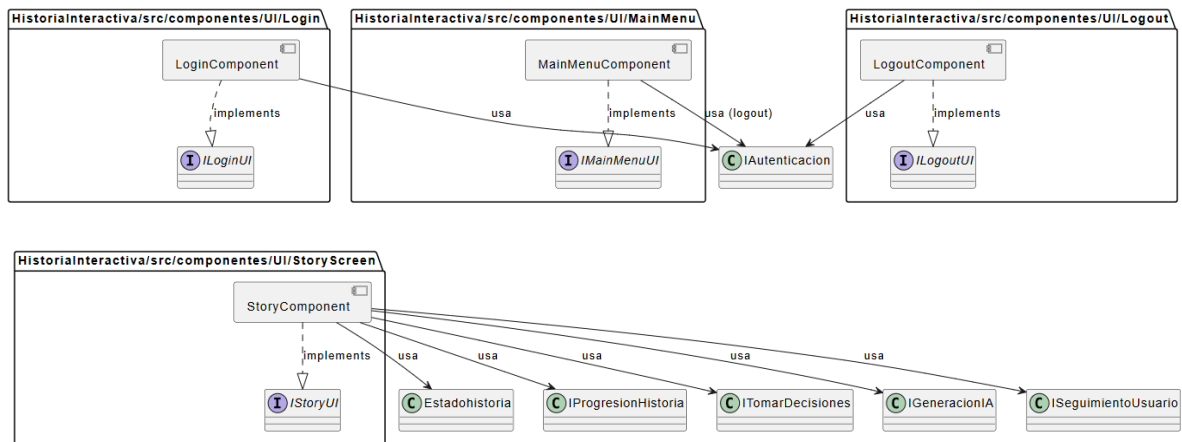 HistoriaInteractiva/src/componentes/UI/Login
HistoriaInteractiva/src/componentes/UI/MainMenu
HistoriaInteractiva/src/componentes/UI/Logout
LoginComponent
MainMenuComponent
LogoutComponent
implements
usa
implements
usa (logout)
usa
implements
I ILoginUI
I IMainMenuUI
C IAutenticacion
I ILogoutUI
HistoriaInteractiva/src/componentes/UI/StoryScreen
StoryComponent
implements
usa
usa
usa
usa
usa
I IStoryUI
C Estadohistoria
C IProgresionHistoria
C ITomarDecisiones
C IGeneracionIA
C ISeguimientoUsuario